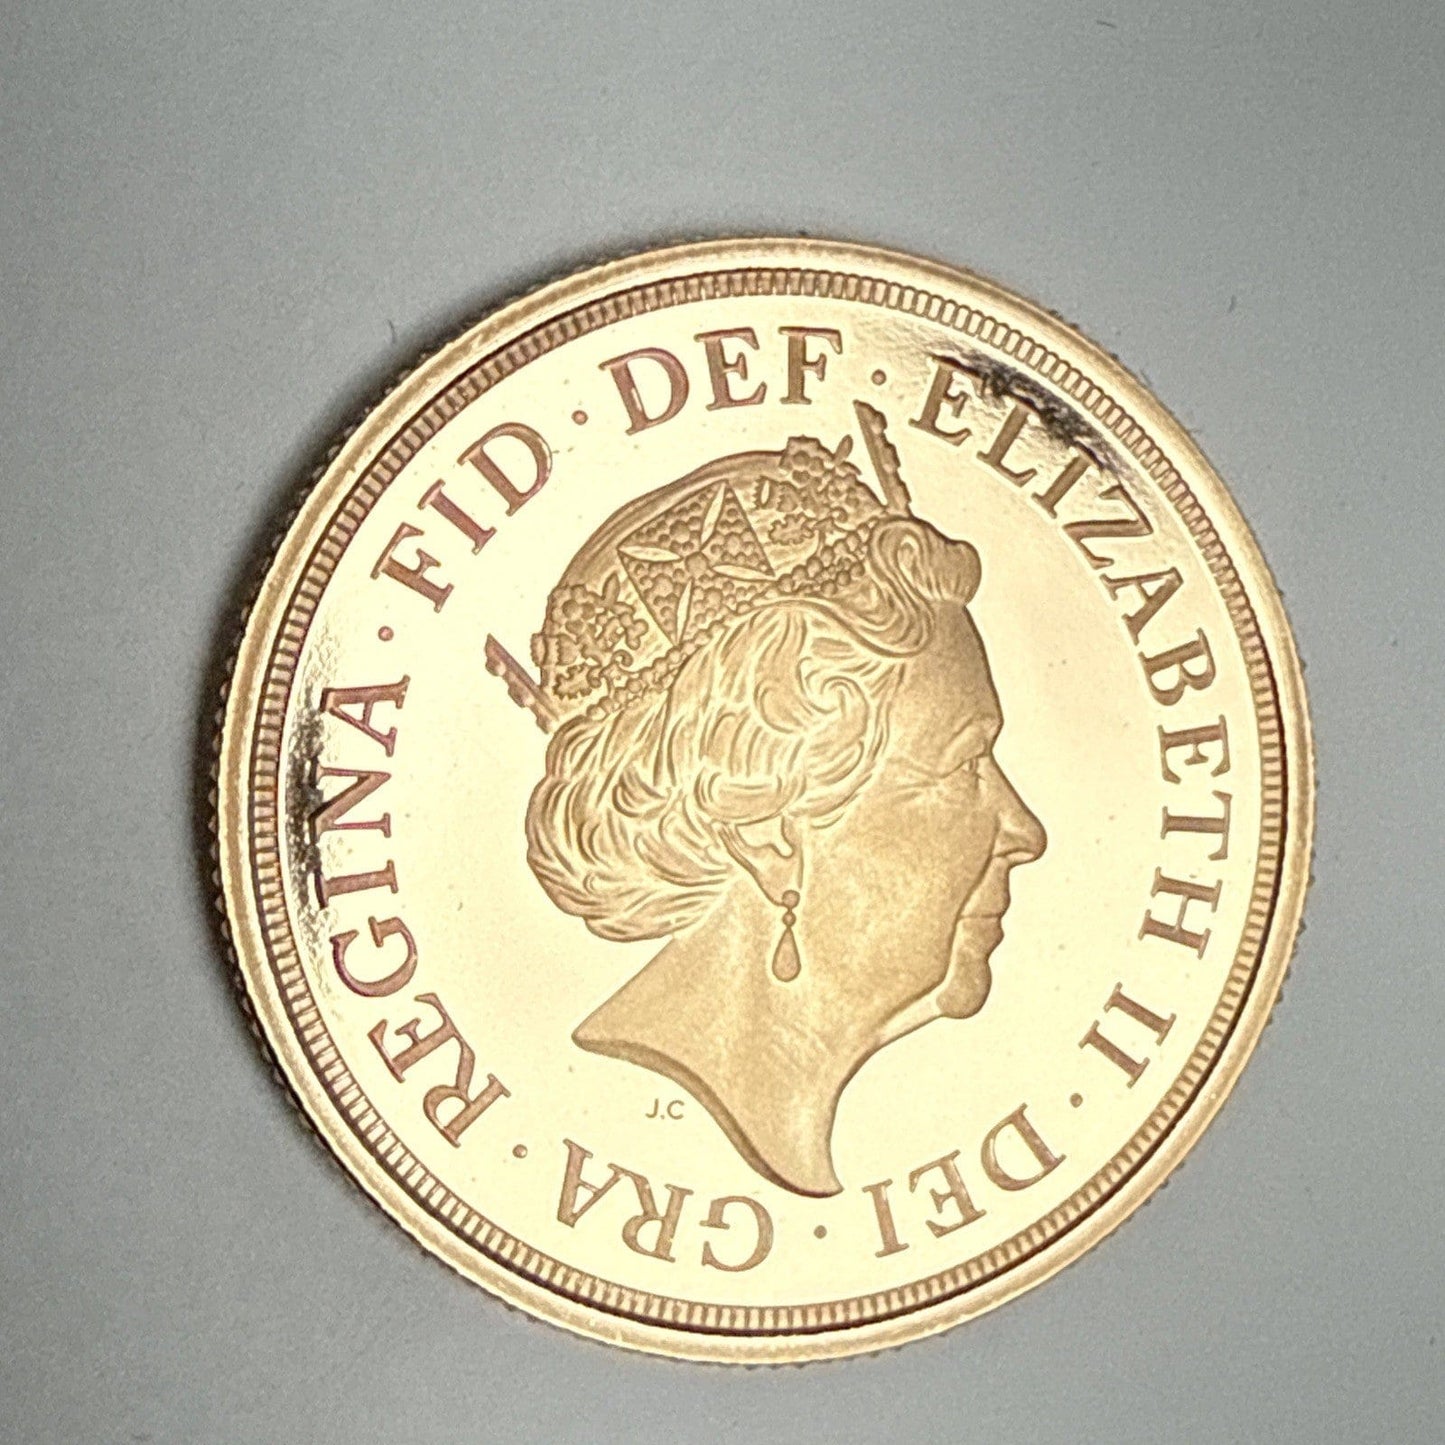 ELIZABETH II · DEI · GRA · REGINA · FID · DEF ·
J.C